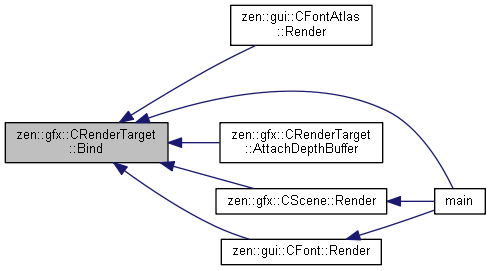 zen::gui::CFontAtlas
::Render
zen::gfx::CRenderTarget
::Bind
zen::gfx::CRenderTarget
::AttachDepthBuffer
zen::gfx::CScene::Render
main
zen::gui::CFont::Render